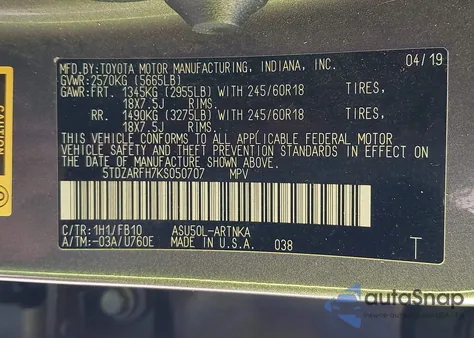 MFD.BY:TOYOTA MOTOR MANUFACTURING, INDIANA, INC. 04/19
GVWR: 2570KG (5665LB)
GAWR:FRT. 1345KG (2955LB) WITH 245/60R18 TIRES,
18X7.5J RIMS.
RR. 1490KG (3275LB) WITH 245/60R18 TIRES,
18X7.5J RIMS.
THIS VEHICLE CONFORMS TO ALL APPLICABLE FEDERAL MOTOR
VEHICLE SAFETY AND THEFT PREVENTION STANDARDS IN EFFECT ON
THE DATE OF MANUFACTURE SHOWN ABOVE.
5TDZARFH7KS050707 MPV
C/TR:1H1/FB10 ASU50L-ARTNKA
A/TM:-03A/U760E MADE IN U.S.A. 038 T
CAUTION
autoSnap